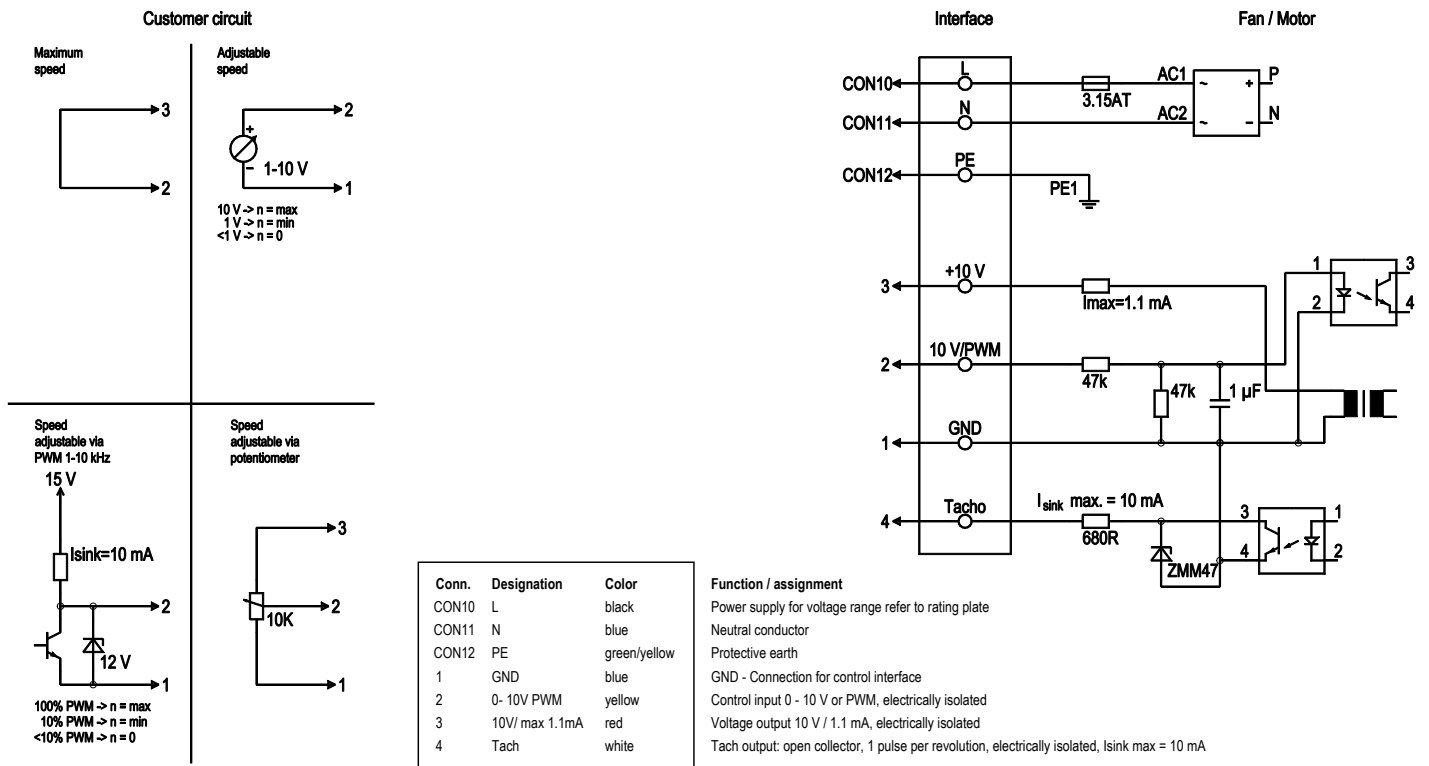 Customer circuit
Maximum
speed
3
2
Adjustable
speed
2
+
−
1-10 V
1
10 V -> n = max
1 V -> n = min
<1 V -> n = 0
Speed
adjustable via
PWM 1-10 kHz
15 V
Isink=10 mA
2
12 V
1
100% PWM -> n = max
10% PWM -> n = min
<10% PWM -> n = 0
Speed
adjustable via
potentiometer
3
2
10K
1
Interface
Fan / Motor
CON10
L
3.15AT
AC1
~
+
P
CON11
N
AC2
~
−
N
CON12
PE
PE1
3
+10 V
Imax=1.1 mA
1
3
2
4
2
10 V/PWM
47k
47k
1 µF
1
GND
4
Tacho
Isink max. = 10 mA
680R
ZMM47
3
1
4
2
Conn. Designation Color Function / assignment
CON10 L black Power supply for voltage range refer to rating plate
CON11 N blue Neutral conductor
CON12 PE green/yellow Protective earth
1 GND blue GND - Connection for control interface
2 0- 10V PWM yellow Control input 0 - 10 V or PWM, electrically isolated
3 10V/ max 1.1mA red Voltage output 10 V / 1.1 mA, electrically isolated
4 Tach white Tach output: open collector, 1 pulse per revolution, electrically isolated, Isink max = 10 mA